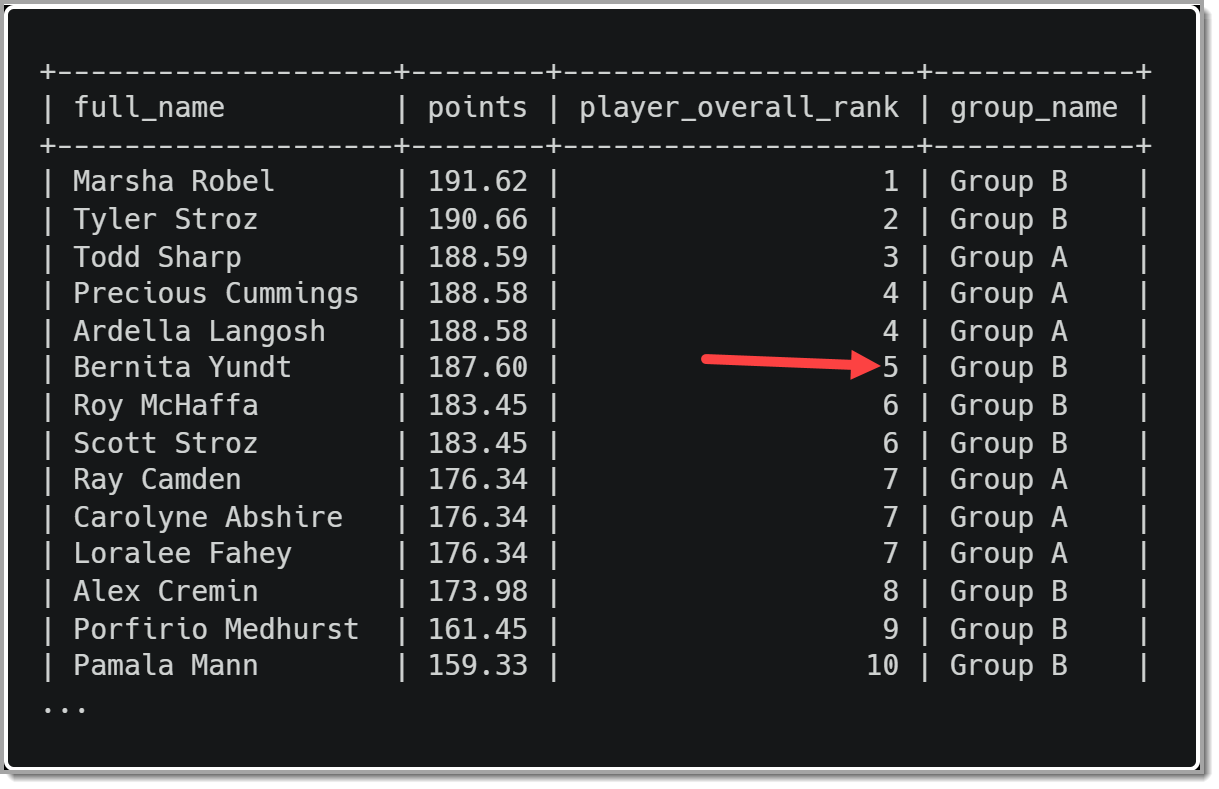 +--------------------+--------+---------------------+------------+
| full_name          | points | player_overall_rank | group_name |
+--------------------+--------+---------------------+------------+
| Marsha Robel       | 191.62 |                   1 | Group B    |
| Tyler Stroz        | 190.66 |                   2 | Group B    |
| Todd Sharp         | 188.59 |                   3 | Group A    |
| Precious Cummings  | 188.58 |                   4 | Group A    |
| Ardella Langosh    | 188.58 |                   4 | Group A    |
| Bernita Yundt      | 187.60 |                   5 | Group B    |
| Roy McHaffa        | 183.45 |                   6 | Group B    |
| Scott Stroz        | 183.45 |                   6 | Group B    |
| Ray Camden         | 176.34 |                   7 | Group A    |
| Carolyne Abshire   | 176.34 |                   7 | Group A    |
| Loralee Fahey      | 176.34 |                   7 | Group A    |
| Alex Cremin        | 173.98 |                   8 | Group B    |
| Porfirio Medhurst  | 161.45 |                   9 | Group B    |
| Pamala Mann        | 159.33 |                  10 | Group B    |
...